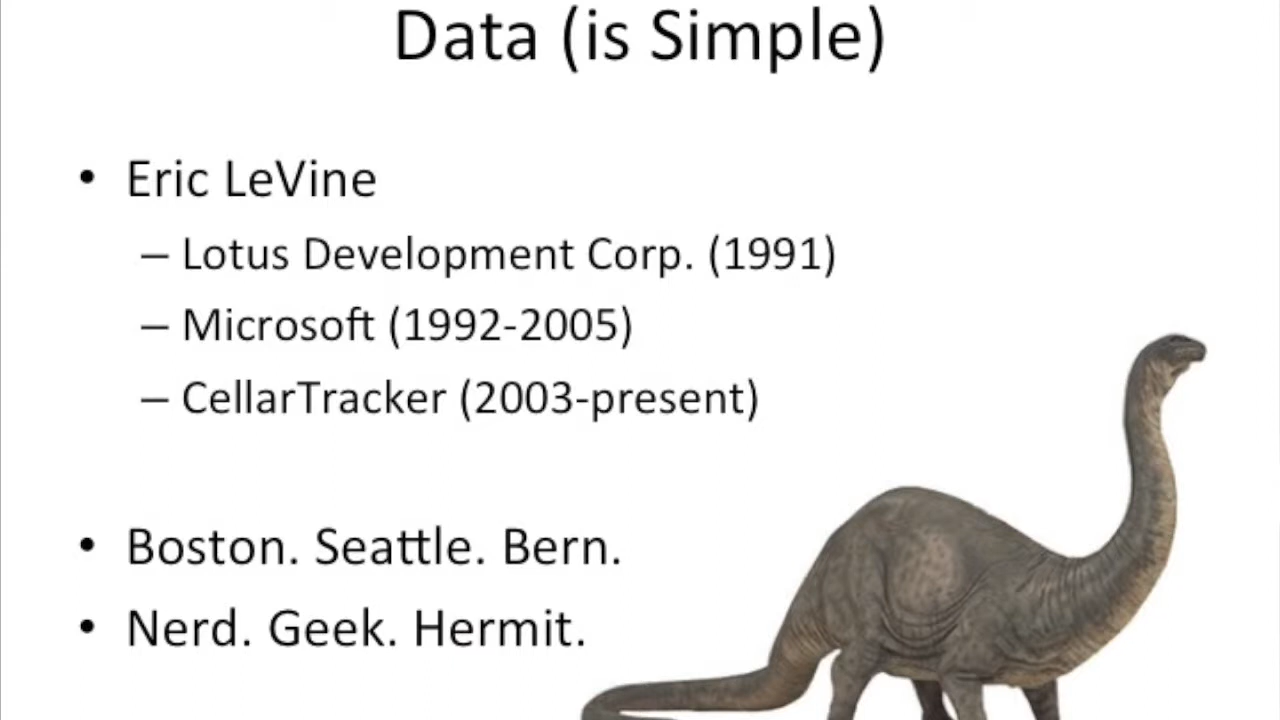 Data (is Simple)
• Eric LeVine
– Lotus Development Corp. (1991)
– Microsoft (1992-2005)
– CellarTracker (2003-present)
• Boston. Seattle. Bern.
• Nerd. Geek. Hermit.